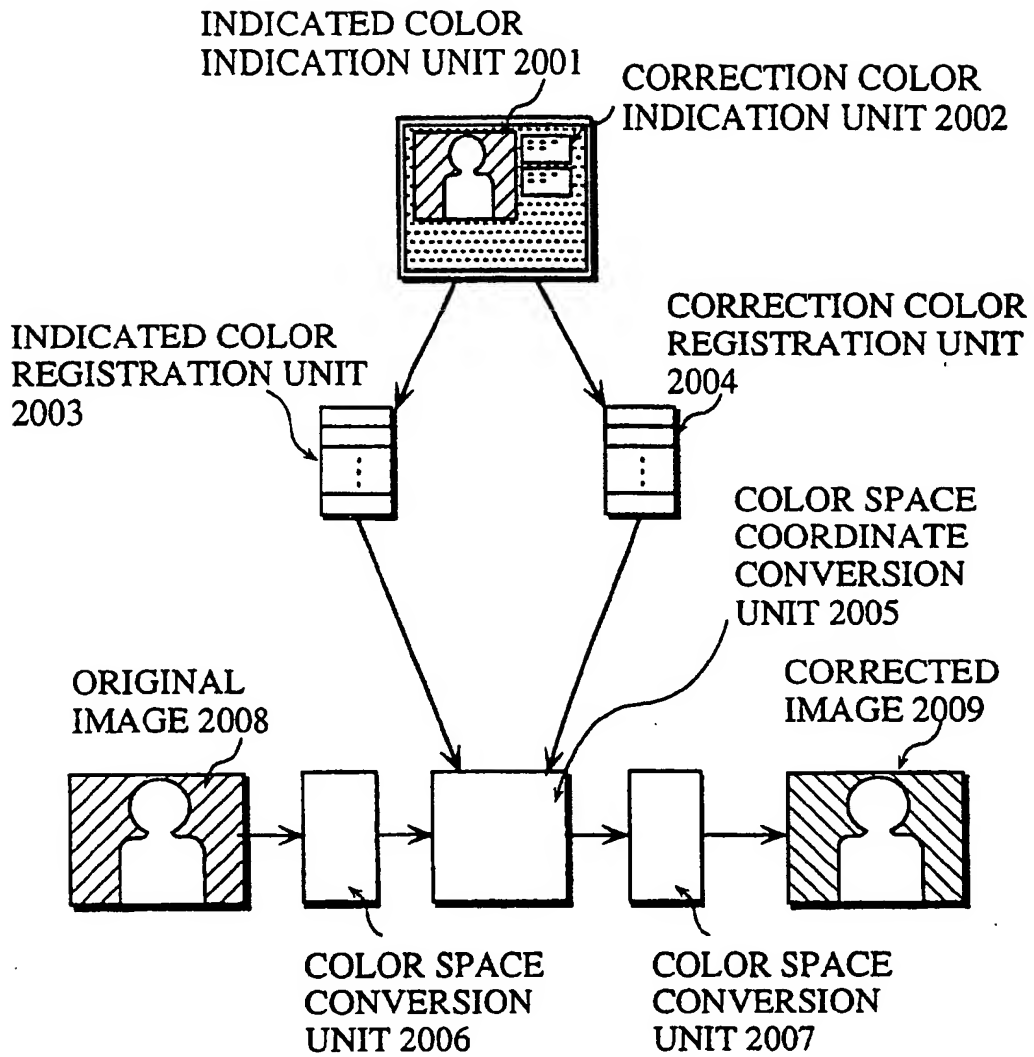 INDICATED COLOR
INDICATION UNIT 2001
CORRECTION COLOR
INDICATION UNIT 2002
INDICATED COLOR
REGISTRATION UNIT
2003
CORRECTION COLOR
REGISTRATION UNIT
2004
COLOR SPACE
COORDINATE
CONVERSION
UNIT 2005
ORIGINAL
IMAGE 2008
CORRECTED
IMAGE 2009
COLOR SPACE
CONVERSION
UNIT 2006
COLOR SPACE
CONVERSION
UNIT 2007